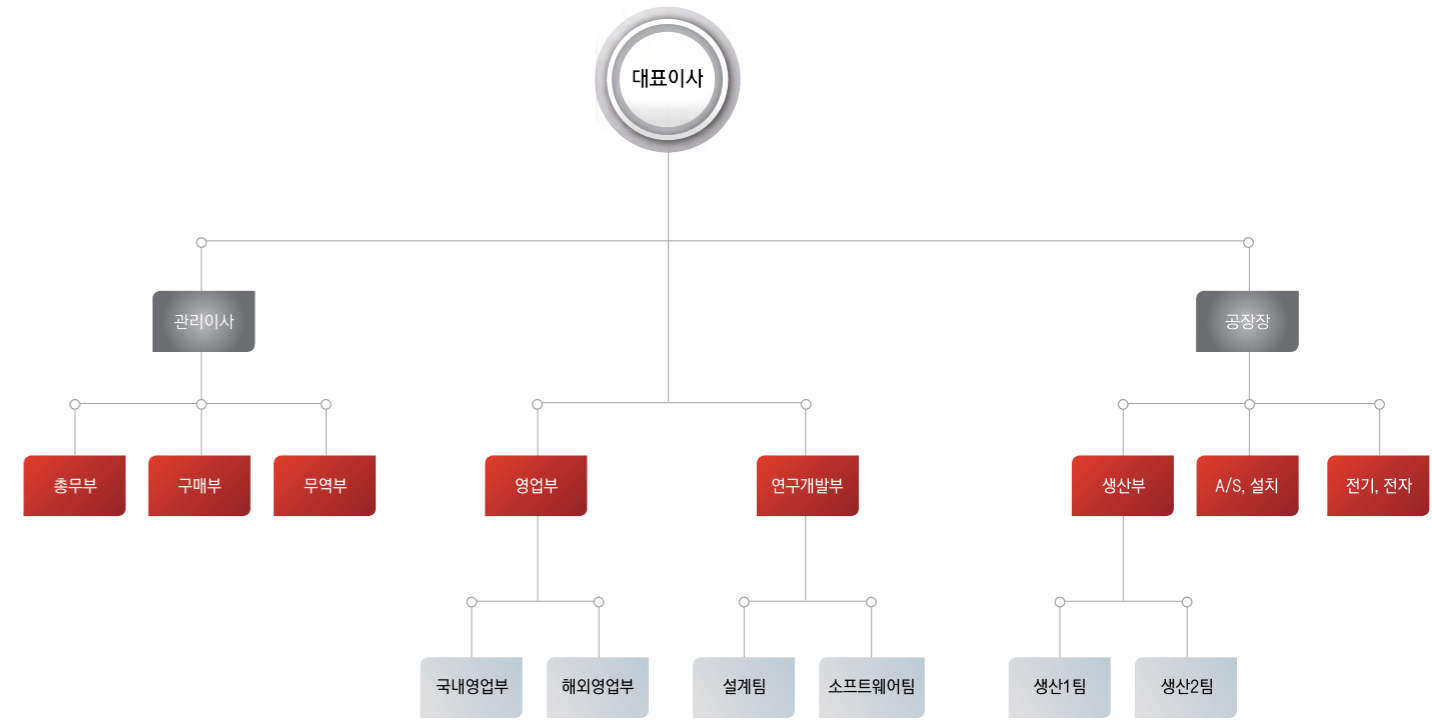 대표이사
관리이사
공장장
총무부
구매부
무역부
영업부
연구개발부
생산부
A/S, 설치
전기, 전자
국내영업부
해외영업부
설계팀
소프트웨어팀
생산1팀
생산2팀